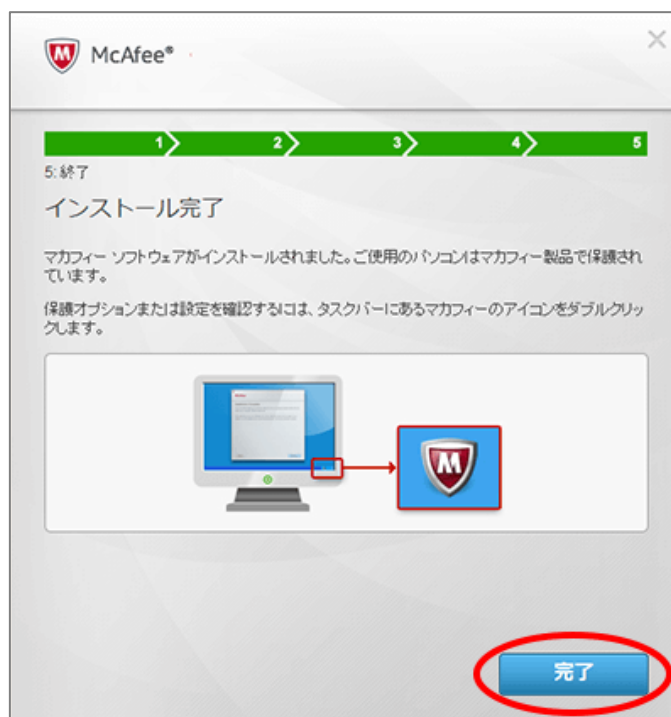 McAfee®
1 2 3 4 5
5: 終了
インストール完了
マカフィー ソフトウェアがインストールされました。ご使用のパソコンはマカフィー製品で保護され
ています。
保護オプションまたは設定を確認するには、タスクバーにあるマカフィーのアイコンをダブルクリッ
クします。
完了